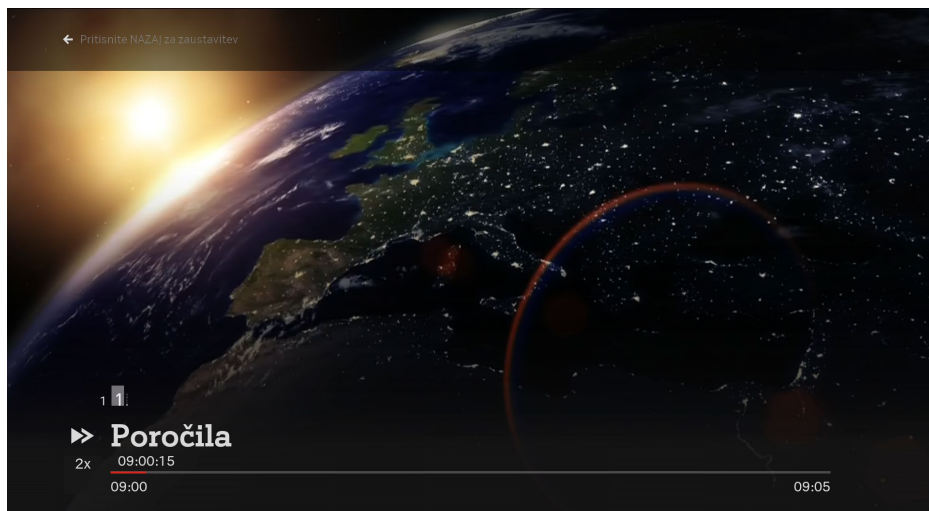 ← Pritisnite NAZAJ za zaustavitev
1 1.
Poročila
2x 09:00:15
09:00 09:05